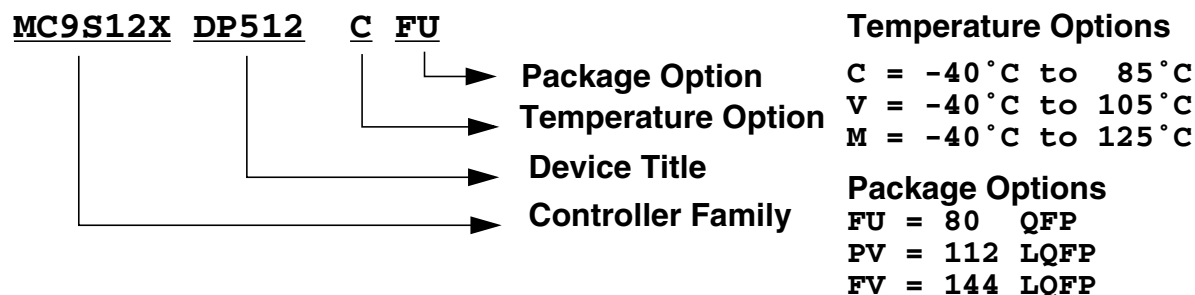 MC9S12X DP512 C FU
Package Option
Temperature Option
Device Title
Controller Family
Temperature Options
C = -40˚C to 85˚C
V = -40˚C to 105˚C
M = -40˚C to 125˚C
Package Options
FU = 80 QFP
PV = 112 LQFP
FV = 144 LQFP